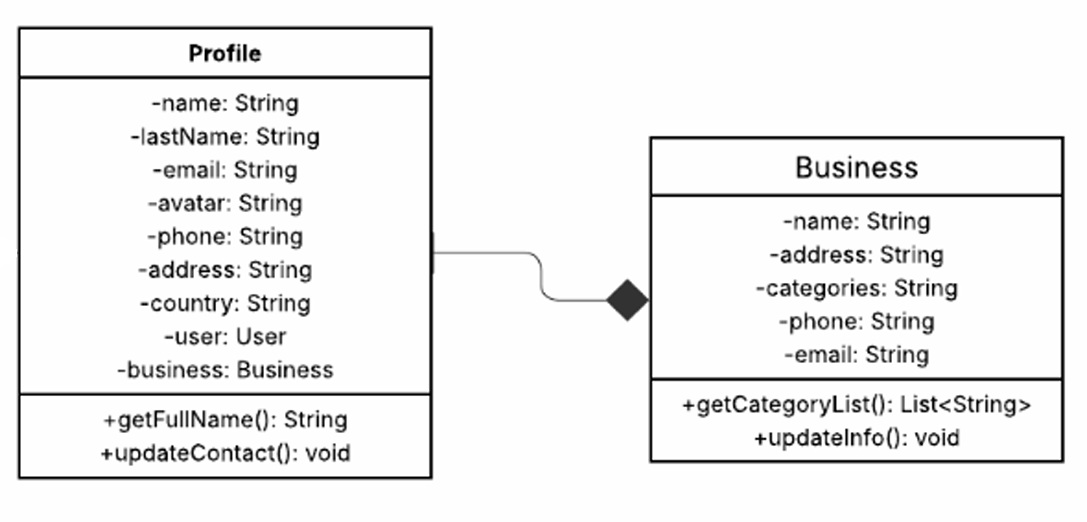 Profile
-name: String
-lastName: String
-email: String
-avatar: String
-phone: String
-address: String
-country: String
-user: User
-business: Business
+getFullName(): String
+updateContact(): void
Business
-name: String
-address: String
-categories: String
-phone: String
-email: String
+getCategoryList(): List<String>
+updateInfo(): void